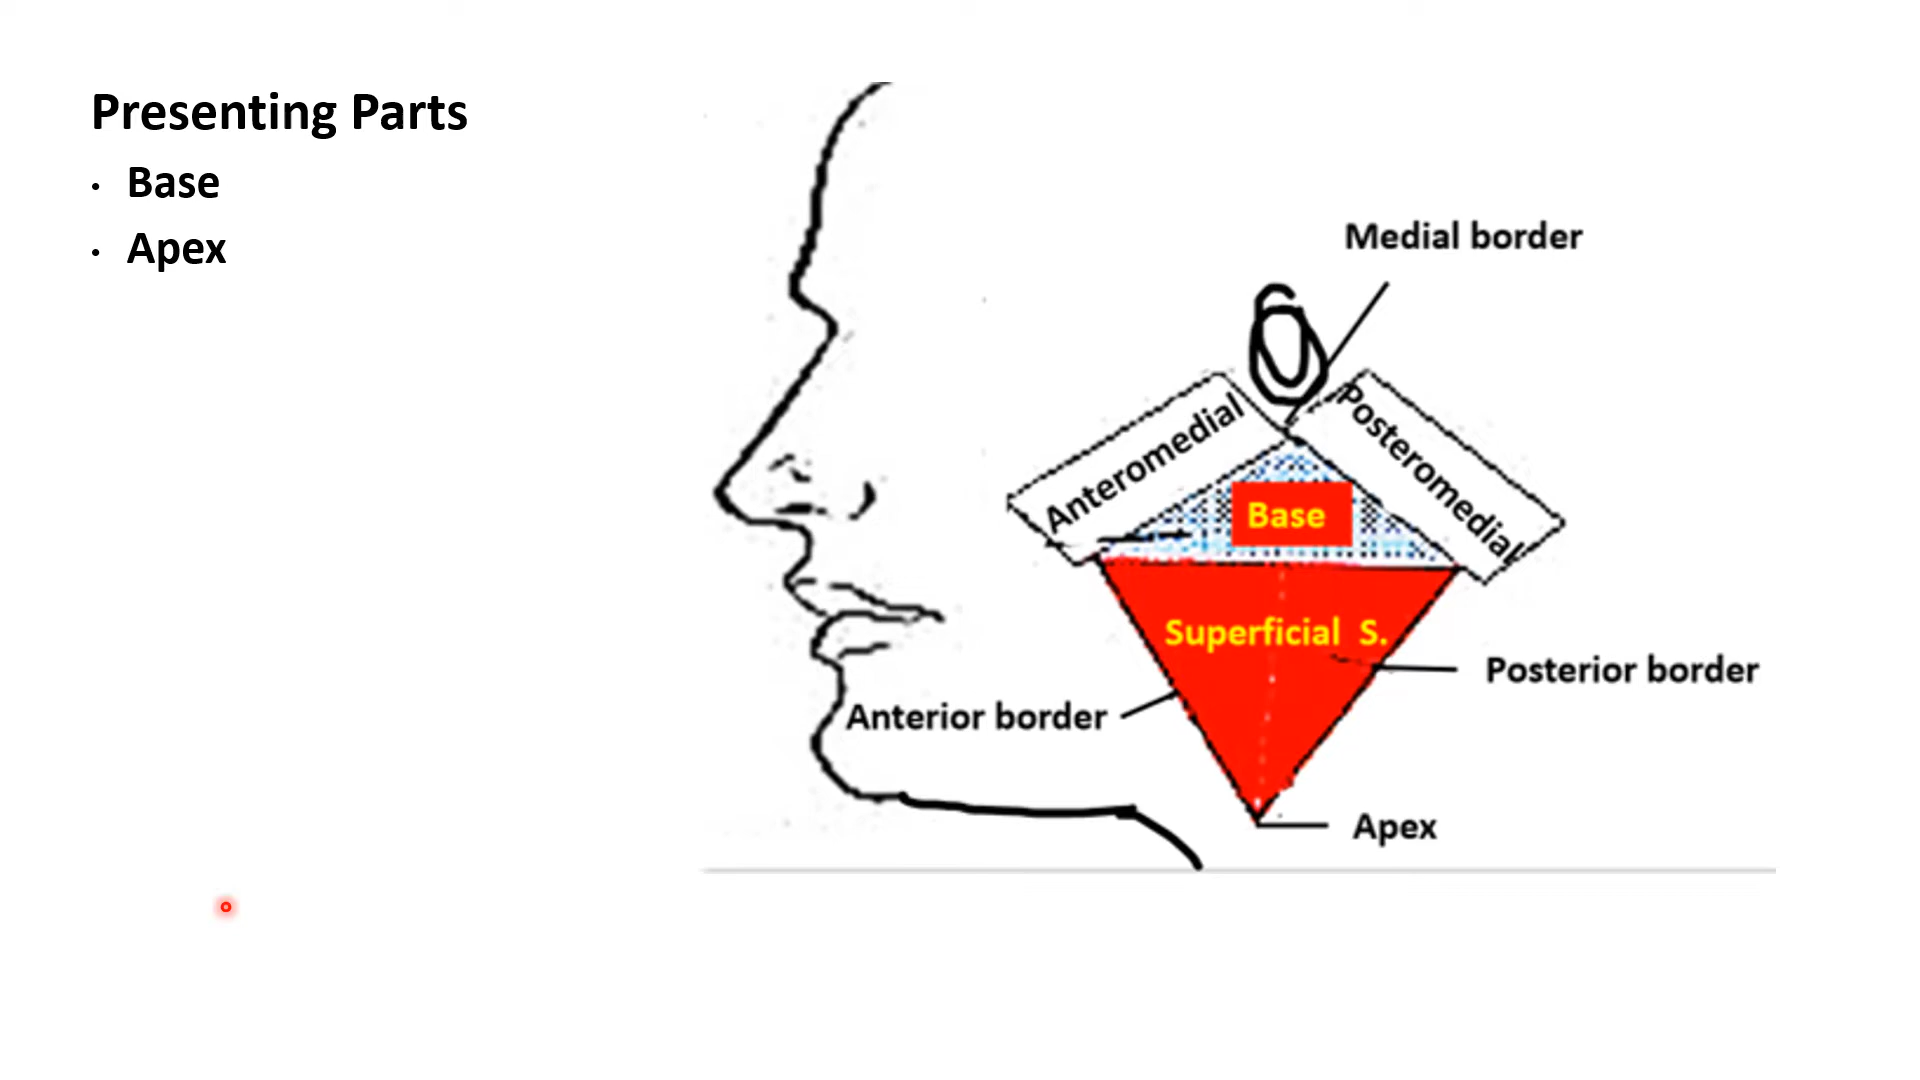 Presenting Parts
• Base
• Apex
Medial border
Anteromedial
Posteromedial
Base
Superficial S.
Posterior border
Anterior border
Apex